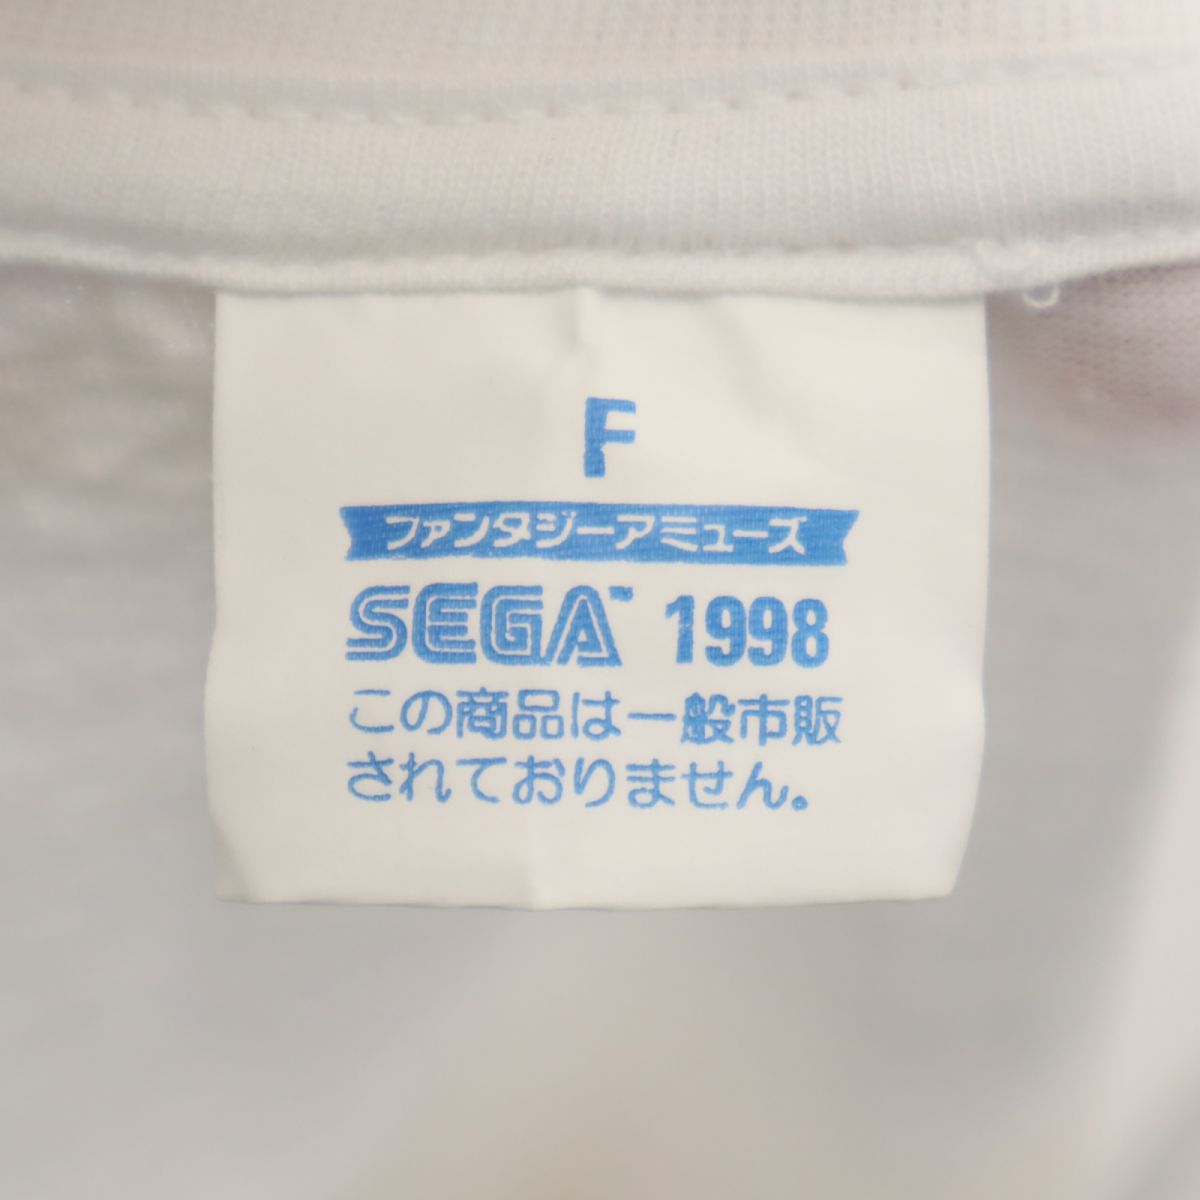 F
ファンタジーアミューズ
SEGA™ 1998
この商品は一般市販
されておりません。